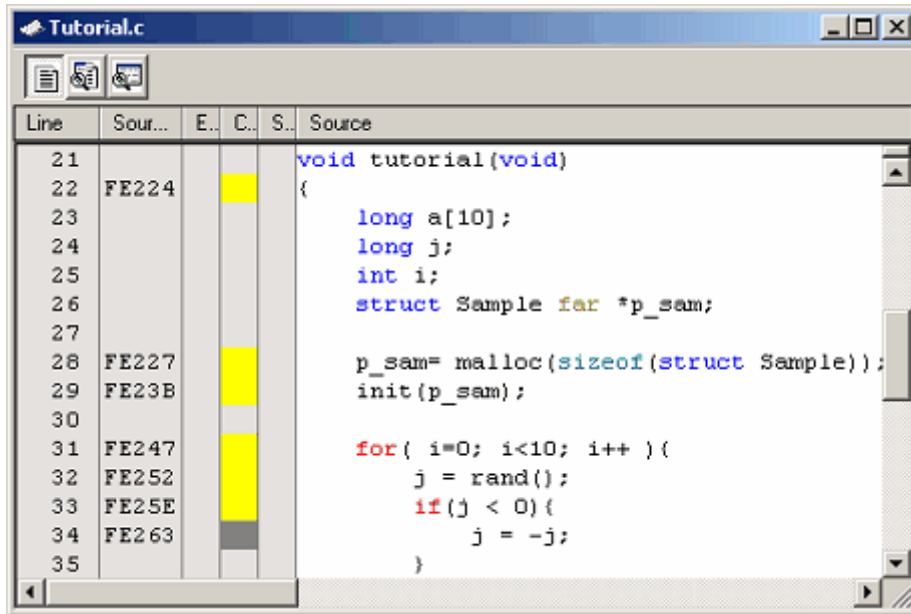 Tutorial.c
Line Sour... E.. C.. S.. Source
21 void tutorial(void)
22 FE224 {
23 long a[10];
24 long j;
25 int i;
26 struct Sample far *p_sam;
27
28 FE227 p_sam= malloc(sizeof(struct Sample));
29 FE23B init(p_sam);
30
31 FE247 for( i=0; i<10; i++ ){
32 FE252 j = rand();
33 FE25E if(j < 0){
34 FE263 j = -j;
35 }